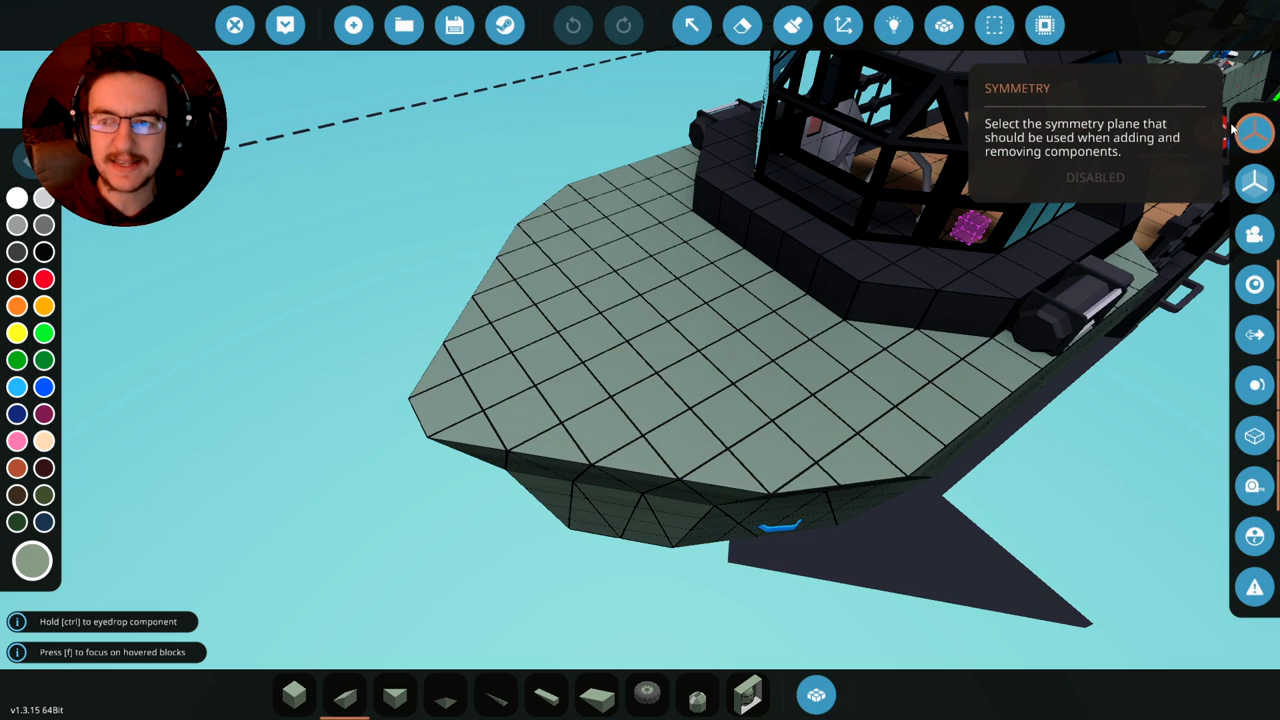 SYMMETRY
Select the symmetry plane that
should be used when adding and
removing components.
DISABLED
Hold [ctrl] to eyedrop component
Press [f] to focus on hovered blocks
v1.3.15 64Bit